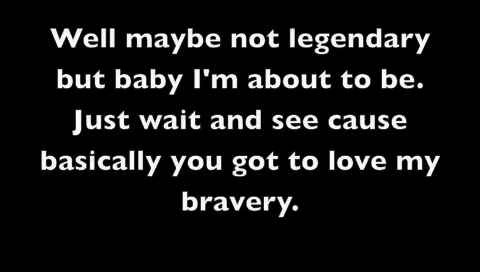 Well maybe not legendary
but baby I'm about to be.
Just wait and see cause
basically you got to love my
bravery.